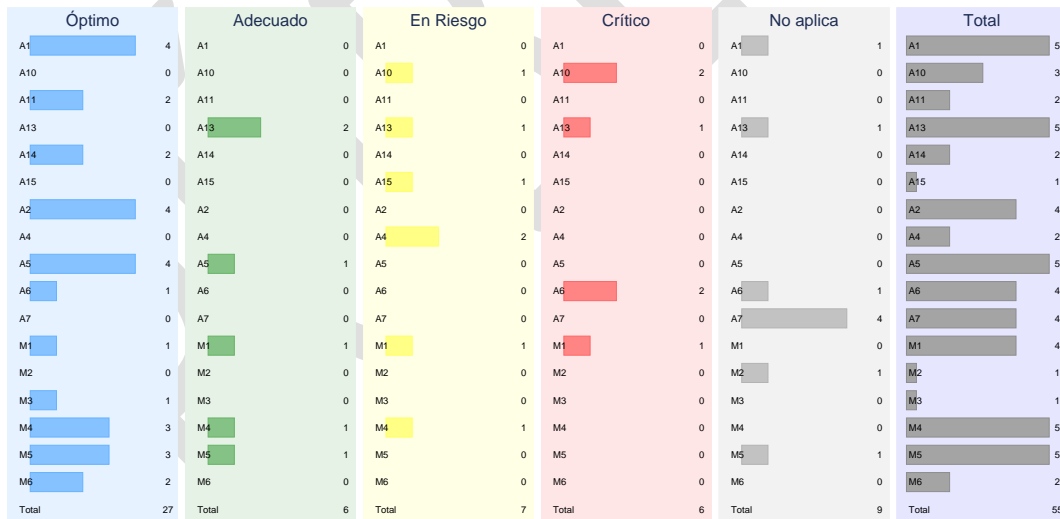 Óptimo Adecuado En Riesgo Crítico No aplica Total
A1 4 A1 0 A1 0 A1 0 A1 1 A1 5
A10 0 A10 0 A10 1 A10 2 A10 0 A10 3
A11 2 A11 0 A11 0 A11 0 A11 0 A11 2
A13 0 A13 2 A13 1 A13 1 A13 1 A13 5
A14 2 A14 0 A14 0 A14 0 A14 0 A14 2
A15 0 A15 0 A15 1 A15 0 A15 0 A15 1
A2 4 A2 0 A2 0 A2 0 A2 0 A2 4
A4 0 A4 0 A4 2 A4 0 A4 0 A4 2
A5 4 A5 1 A5 0 A5 0 A5 0 A5 5
A6 1 A6 0 A6 0 A6 2 A6 1 A6 4
A7 0 A7 0 A7 0 A7 0 A7 4 A7 4
M1 1 M1 1 M1 1 M1 1 M1 0 M1 4
M2 0 M2 0 M2 0 M2 0 M2 1 M2 1
M3 1 M3 0 M3 0 M3 0 M3 0 M3 1
M4 3 M4 1 M4 1 M4 0 M4 0 M4 5
M5 3 M5 1 M5 0 M5 0 M5 1 M5 5
M6 2 M6 0 M6 0 M6 0 M6 0 M6 2
Total 27 Total 6 Total 7 Total 6 Total 9 Total